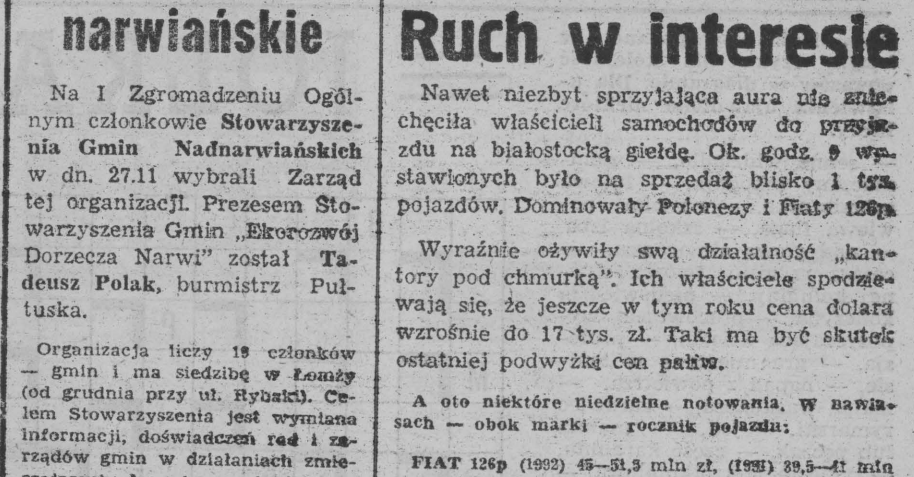 narwiańskie
Na I Zgromadzeniu Ogól-
nym członkowie Stowarzysze-
nia Gmin Nadnarwiańskich
w dn. 27.11 wybrali Zarząd
tej organizacji. Prezesem Sto-
warzyszenia Gmin „Ekorozwój
Dorzecza Narwi” został Ta-
deusz Polak, burmistrz Puł-
tuska.
Organizacja liczy 19 członków
— gmin i ma siedzibę w Łomży
(od grudnia przy ul. Rybaki). Ce-
lem Stowarzyszenia jest wymiana
informacji, doświadczeń rad i za-
rządów gmin w działaniach zmie-
Ruch w interesie
Nawet niezbyt sprzyjająca aura nie znie-
chęciła właścicieli samochodów do przyja-
zdu na białostocką giełdę. Ok. godz. 9 wy-
stawionych było na sprzedaż blisko 1 tys.
pojazdów. Dominowały Polonezy i Fiaty 126p
Wyraźnie ożywiły swą działalność „kan-
tory pod chmurką”. Ich właściciele spodzie-
wają się, że jeszcze w tym roku cena dolara
wzrośnie do 17 tys. zł. Taki ma być skutek
ostatniej podwyżki cen paliw.
A oto niektóre niedzielne notowania. W nawia-
sach — obok marki — rocznik pojazdu:
FIAT 126p (1992) 45—51,5 mln zł, (1991) 39,5—41 mln